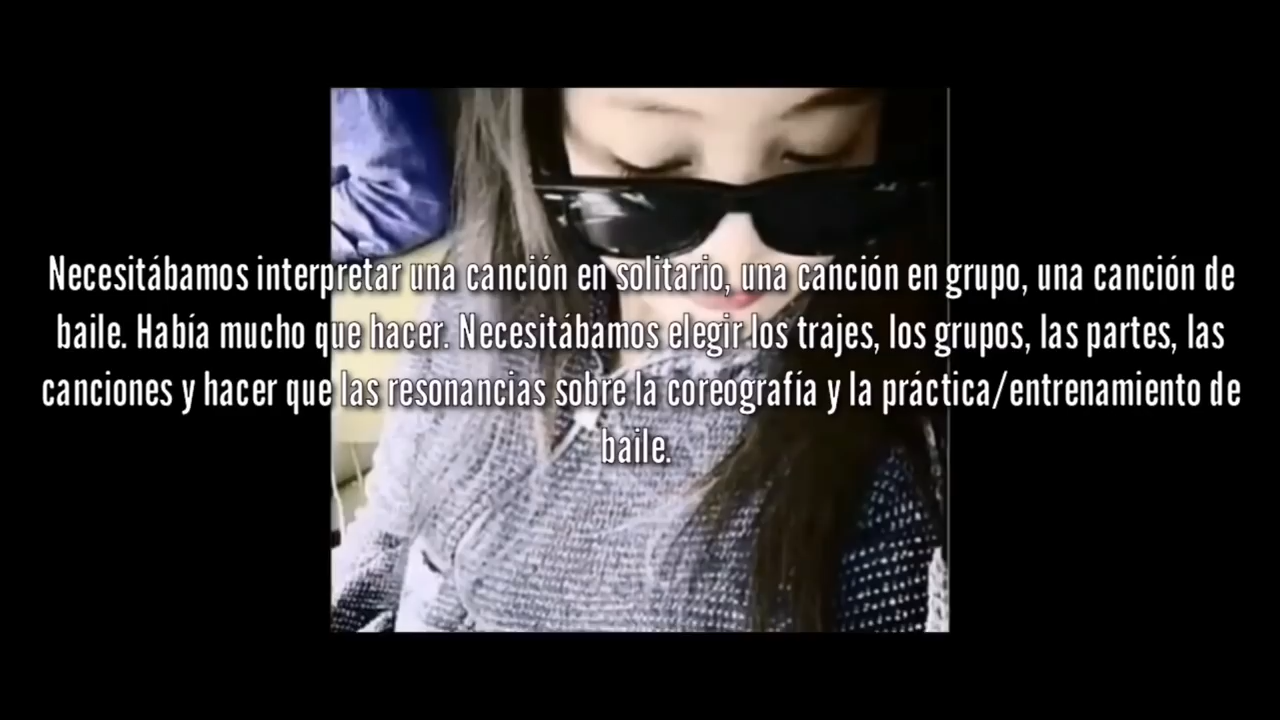 Necesitábamos interpretar una canción en solitario, una canción en grupo, una canción de
baile. Había mucho que hacer. Necesitábamos elegir los trajes, los grupos, las partes, las
canciones y hacer que las resonancias sobre la coreografía y la práctica/entrenamiento de
baile.